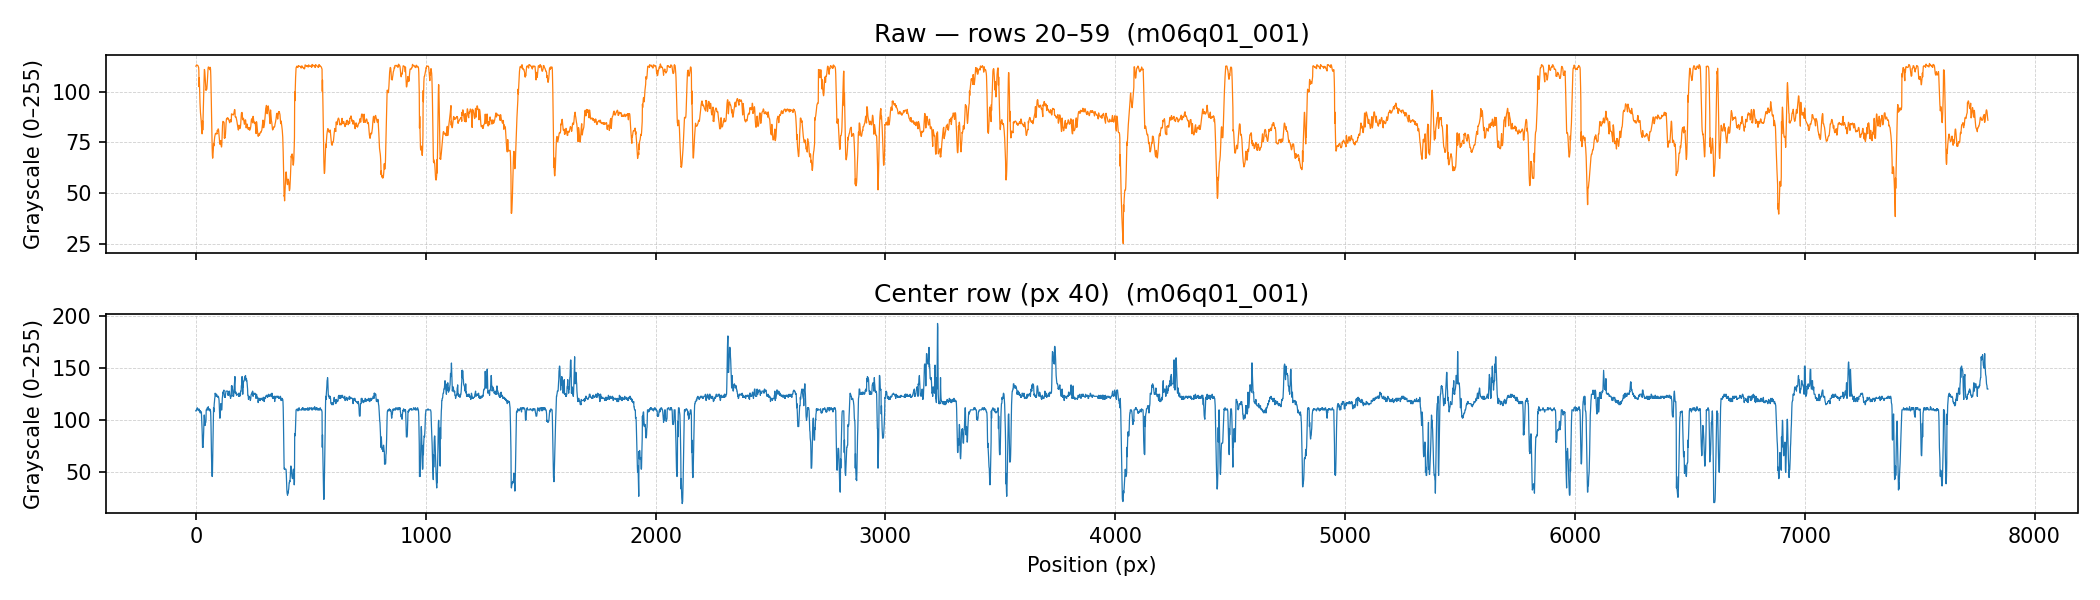 Raw — rows 20–59  (m06q01_001)
Grayscale (0–255)
100
75
50
25
Center row (px 40)  (m06q01_001)
Grayscale (0–255)
200
150
100
50
0 1000 2000 3000 4000 5000 6000 7000 8000
Position (px)